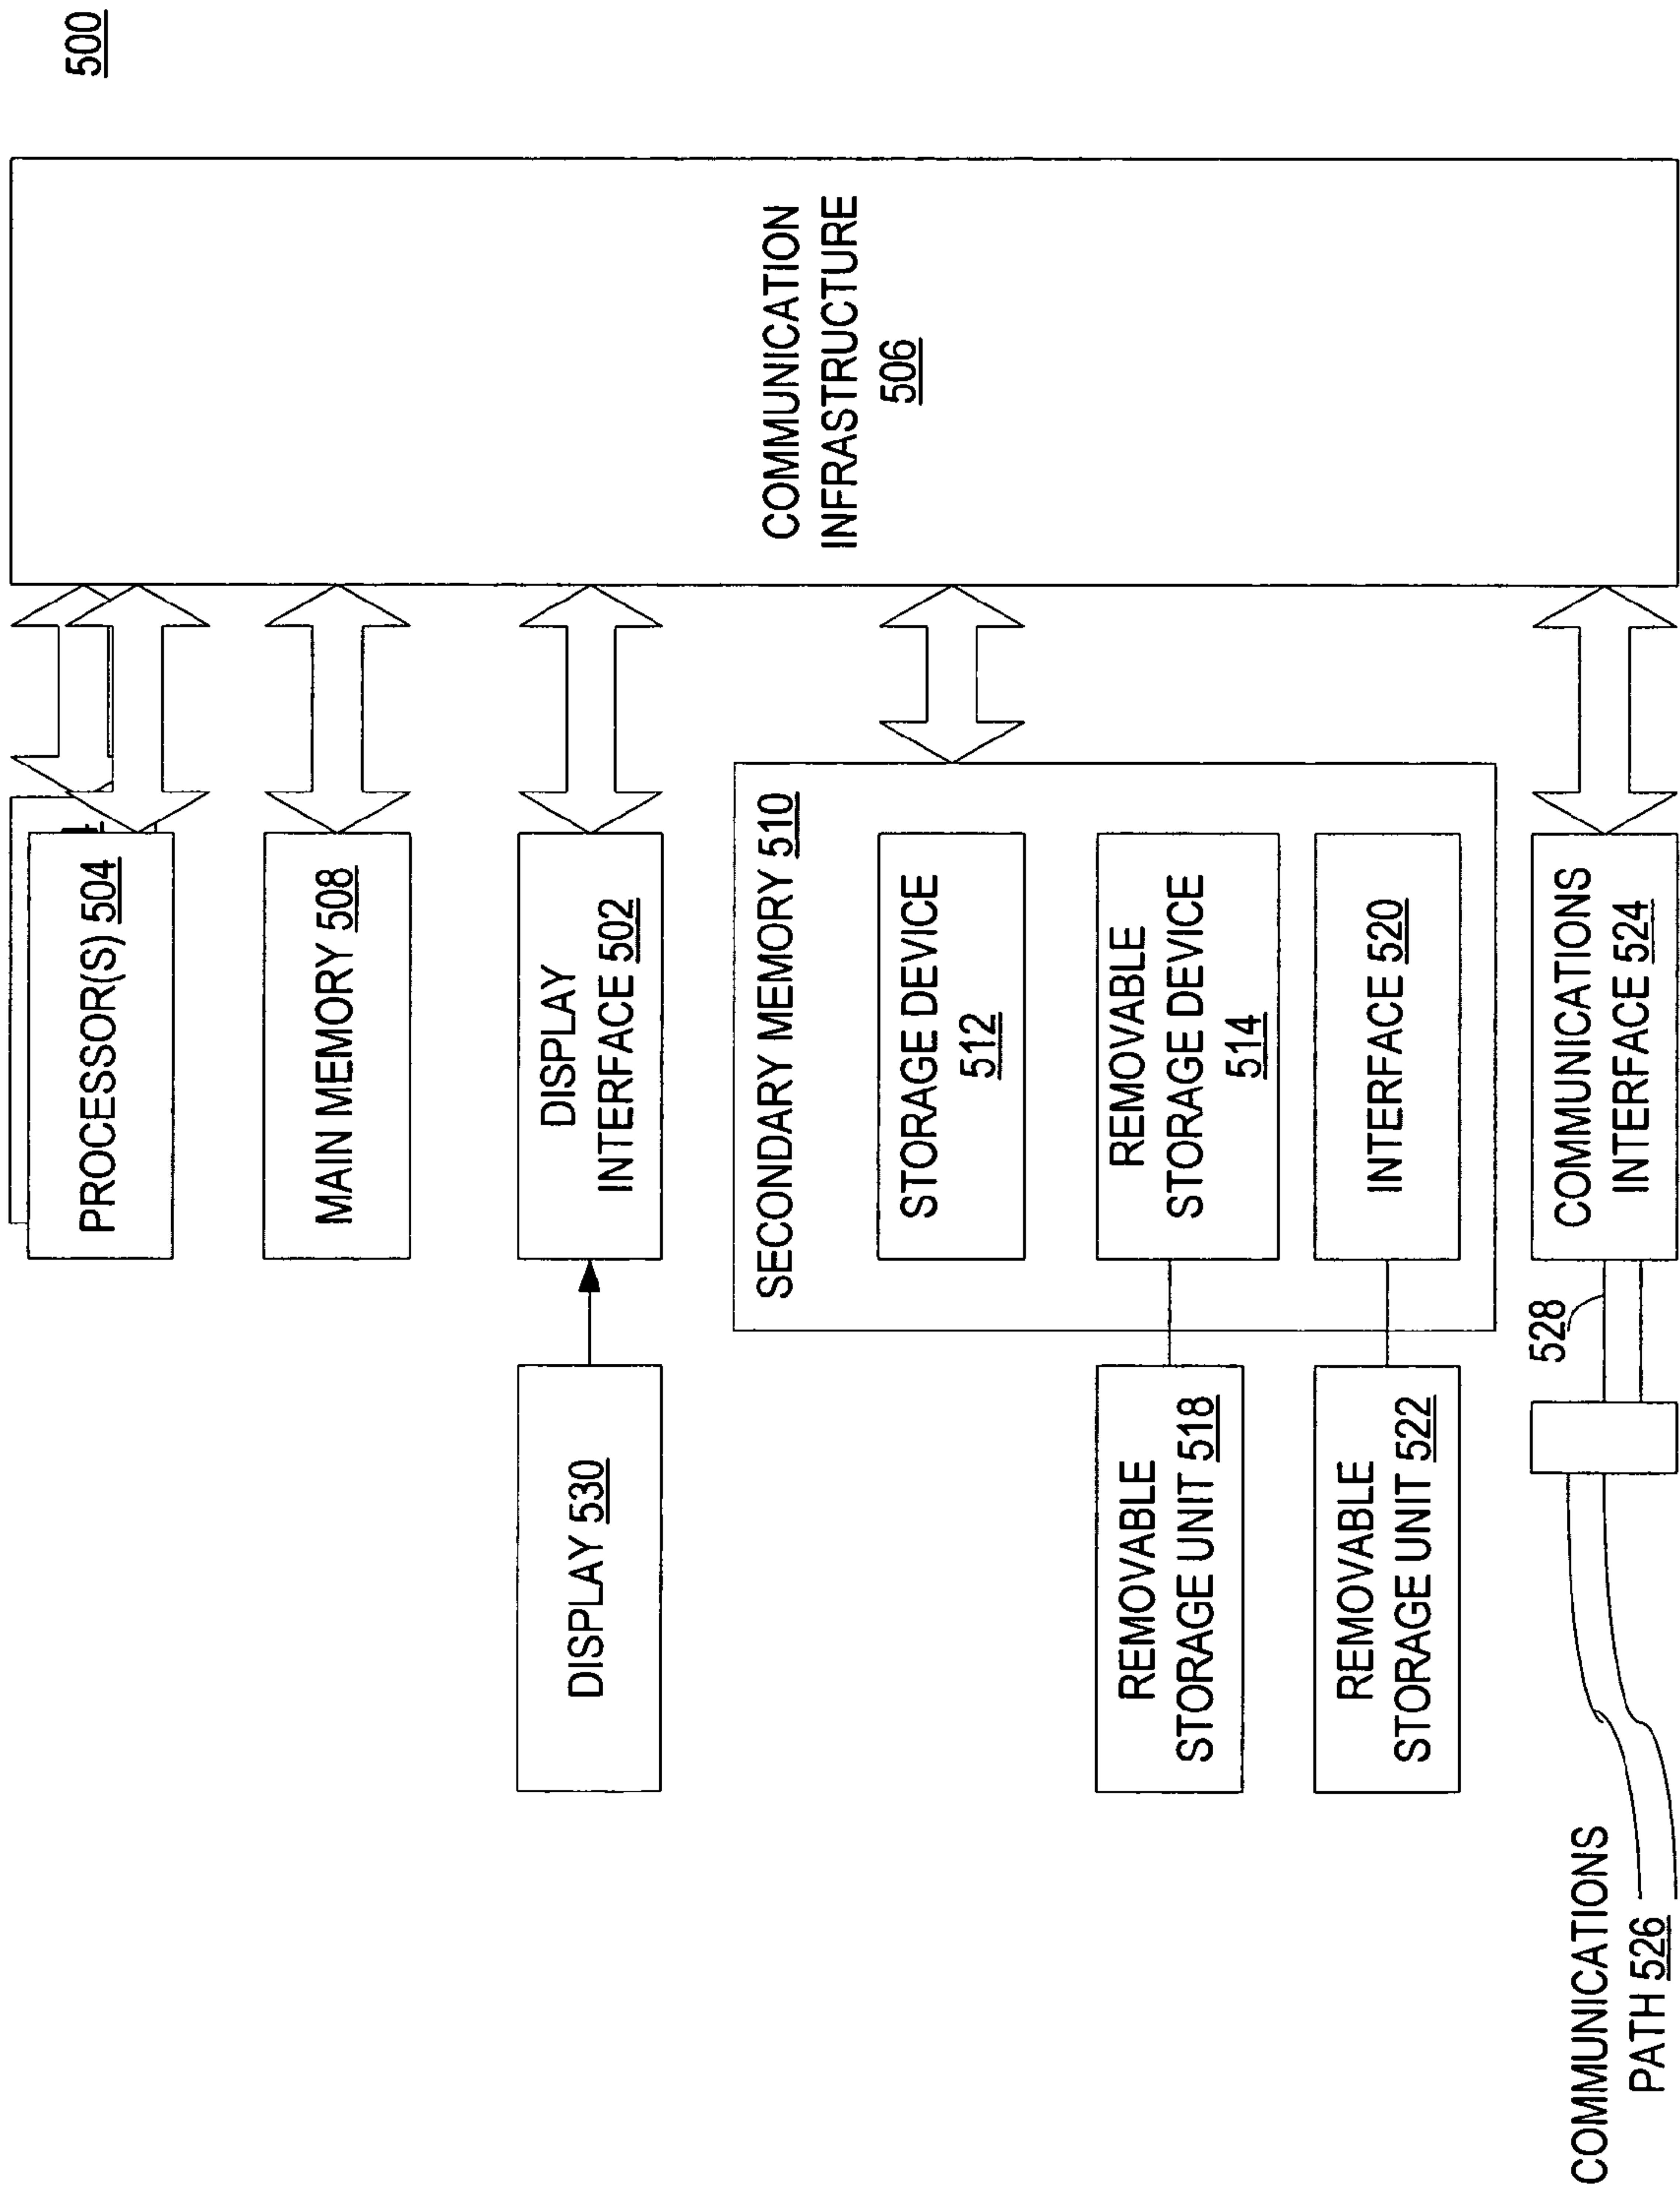 500
COMMUNICATION
INFRASTRUCTURE
506
PROCESSOR(S) 504
MAIN MEMORY 508
DISPLAY
INTERFACE 502
DISPLAY 530
SECONDARY MEMORY 510
STORAGE DEVICE
512
REMOVABLE
STORAGE DEVICE
514
INTERFACE 520
REMOVABLE
STORAGE UNIT 518
REMOVABLE
STORAGE UNIT 522
COMMUNICATIONS
INTERFACE 524
528
COMMUNICATIONS
PATH 526